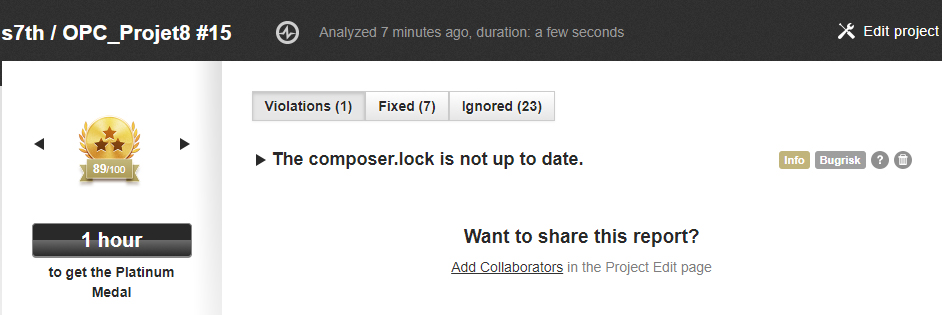 s7th / OPC_Projet8 #15
Analyzed 7 minutes ago, duration: a few seconds
Edit project
Violations (1)
Fixed (7)
Ignored (23)
89/100
The composer.lock is not up to date.
Info
Bugrisk
?
1 hour
to get the Platinum
Medal
Want to share this report?
Add Collaborators in the Project Edit page